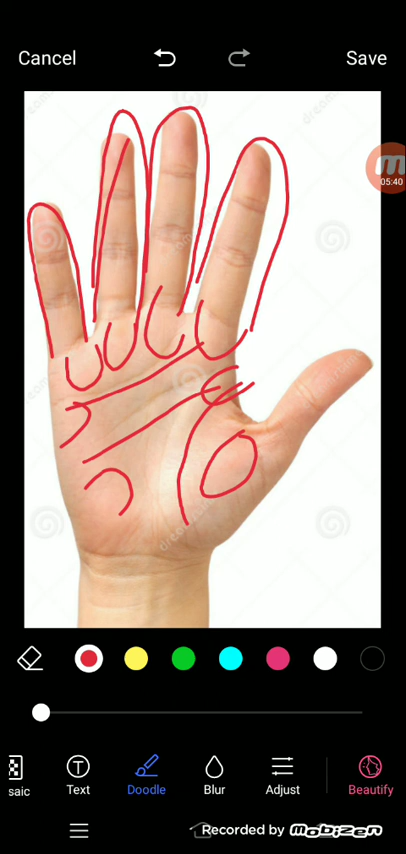 Cancel
Save
05:40
saic
Text
Doodle
Blur
Adjust
Beautify
Recorded by mobizen